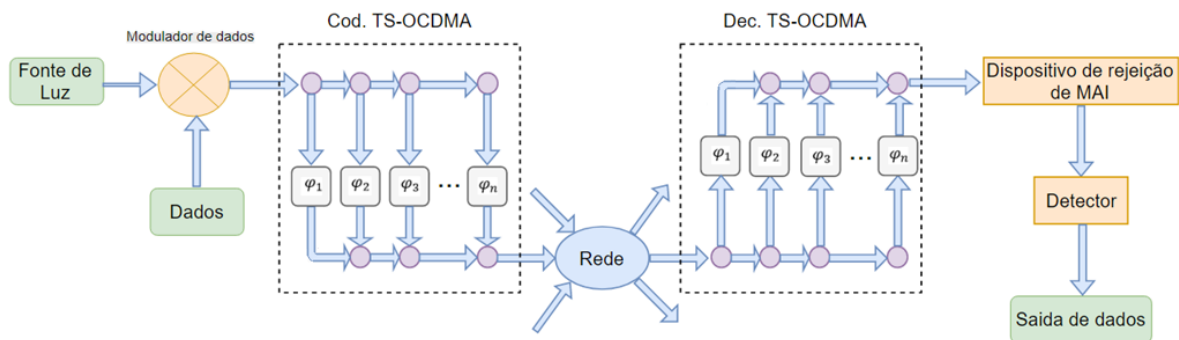 Cod. TS-OCDMA
Dec. TS-OCDMA
Modulador de dados
Fonte de
Luz
Dispositivo de rejeição
de MAI
φ₁ φ₂ φ₃ ... φₙ
φ₁ φ₂ φ₃ ... φₙ
Dados
Rede
Detector
Saida de dados